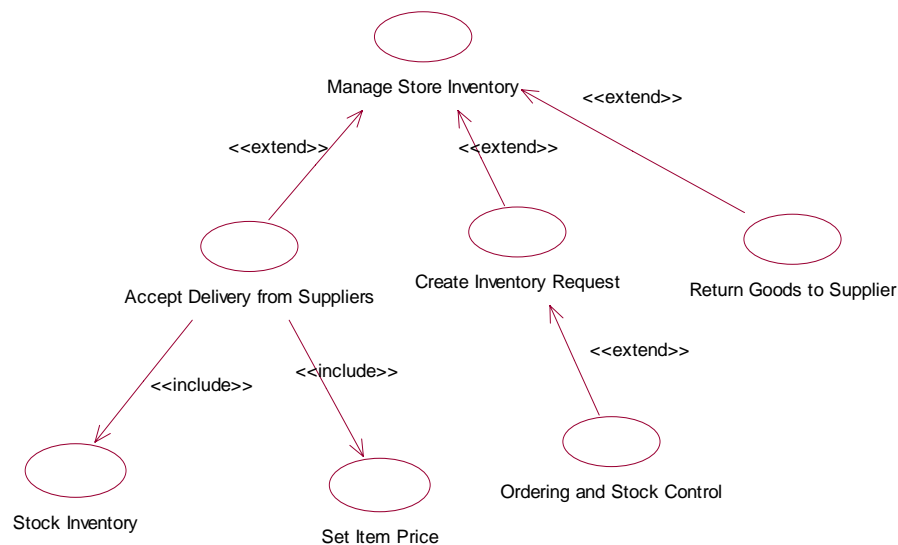 Manage Store Inventory
<<extend>>
<<extend>>
<<extend>>
Accept Delivery from Suppliers
Create Inventory Request
Return Goods to Supplier
<<include>>
<<include>>
<<extend>>
Stock Inventory
Set Item Price
Ordering and Stock Control